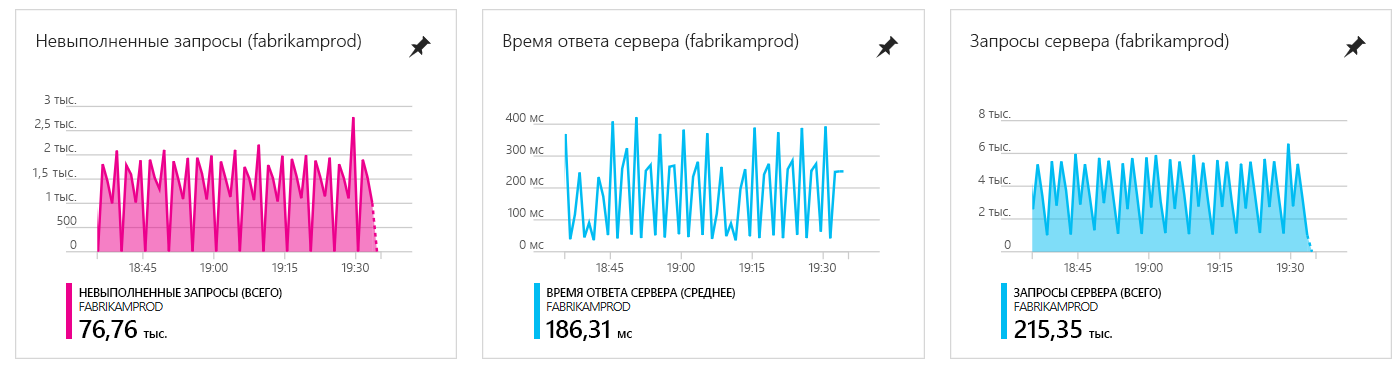 Невыполненные запросы (fabrikamprod)
3 тыс.
2,5 тыс.
2 тыс.
1,5 тыс.
1 тыс.
500
0
18:45 19:00 19:15 19:30
НЕВЫПОЛНЕННЫЕ ЗАПРОСЫ (ВСЕГО)
FABRIKAMPROD
76,76 тыс.
Время ответа сервера (fabrikamprod)
400 мс
300 мс
200 мс
100 мс
0 мс
18:45 19:00 19:15 19:30
ВРЕМЯ ОТВЕТА СЕРВЕРА (СРЕДНЕЕ)
FABRIKAMPROD
186,31 мс
Запросы сервера (fabrikamprod)
8 тыс.
6 тыс.
4 тыс.
2 тыс.
0
18:45 19:00 19:15 19:30
ЗАПРОСЫ СЕРВЕРА (ВСЕГО)
FABRIKAMPROD
215,35 тыс.